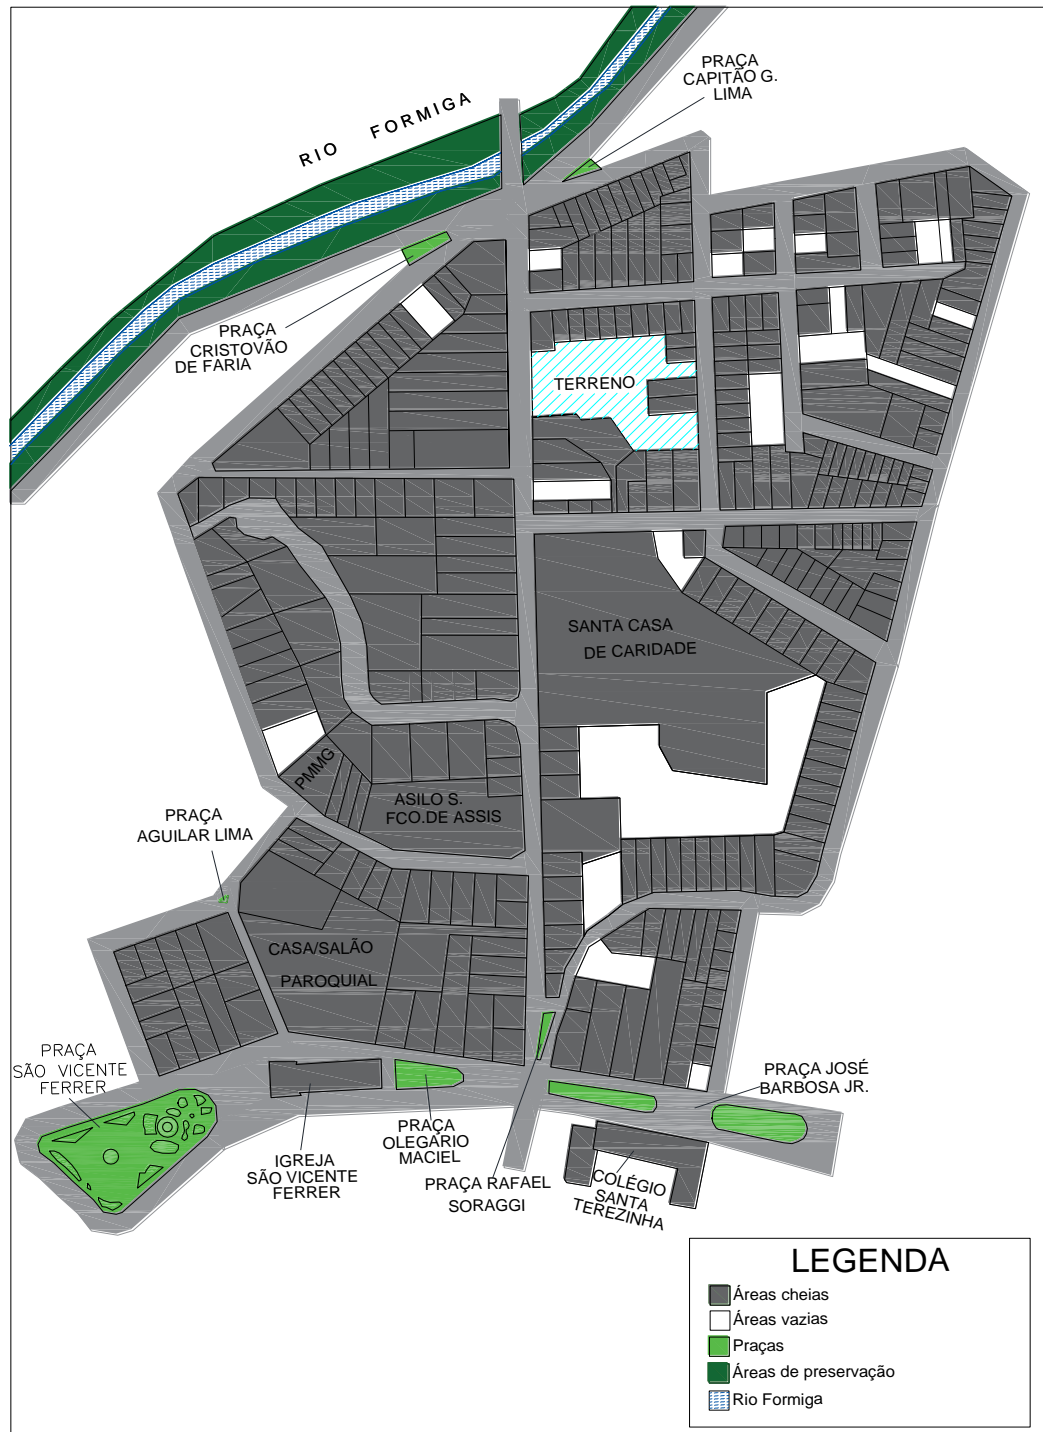 PRAÇA
CAPITÃO G.
LIMA
RIO FORMIGA
PRAÇA
CRISTOVÃO
DE FARIA
TERRENO
SANTA CASA
DE CARIDADE
PMMG
ASILO S.
FCO.DE ASSIS
PRAÇA
AGUILAR LIMA
CASA/SALÃO
PAROQUIAL
PRAÇA
SÃO VICENTE
FERRER
PRAÇA JOSÉ
BARBOSA JR.
PRAÇA
OLEGÁRIO
MACIEL
IGREJA
SÃO VICENTE
FERRER
PRAÇA RAFAEL
SORAGGI
COLÉGIO
SANTA
TEREZINHA
LEGENDA
Áreas cheias
Áreas vazias
Praças
Áreas de preservação
Rio Formiga